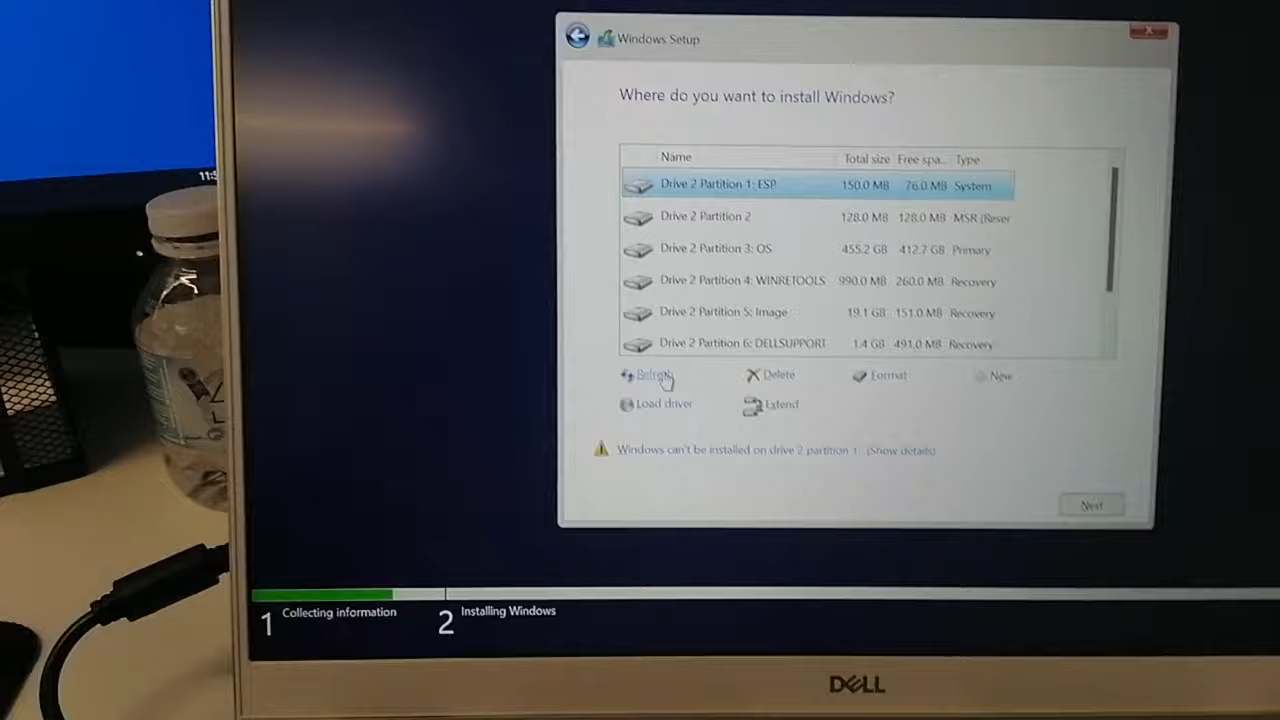 Windows Setup
Where do you want to install Windows?
Name Total size Free spa... Type
Drive 2 Partition 1: ESP 150.0 MB 76.0 MB System
Drive 2 Partition 2 128.0 MB 128.0 MB MSR (Reser
Drive 2 Partition 3: OS 455.2 GB 412.7 GB Primary
Drive 2 Partition 4: WINRETOOLS 990.0 MB 260.0 MB Recovery
Drive 2 Partition 5: Image 19.1 GB 151.0 MB Recovery
Drive 2 Partition 6: DELLSUPPORT 1.4 GB 491.0 MB Recovery
Refresh Delete Format New
Load driver Extend
Windows can't be installed on drive 2 partition 1. (Show details)
Next
1 Collecting information 2 Installing Windows
DELL